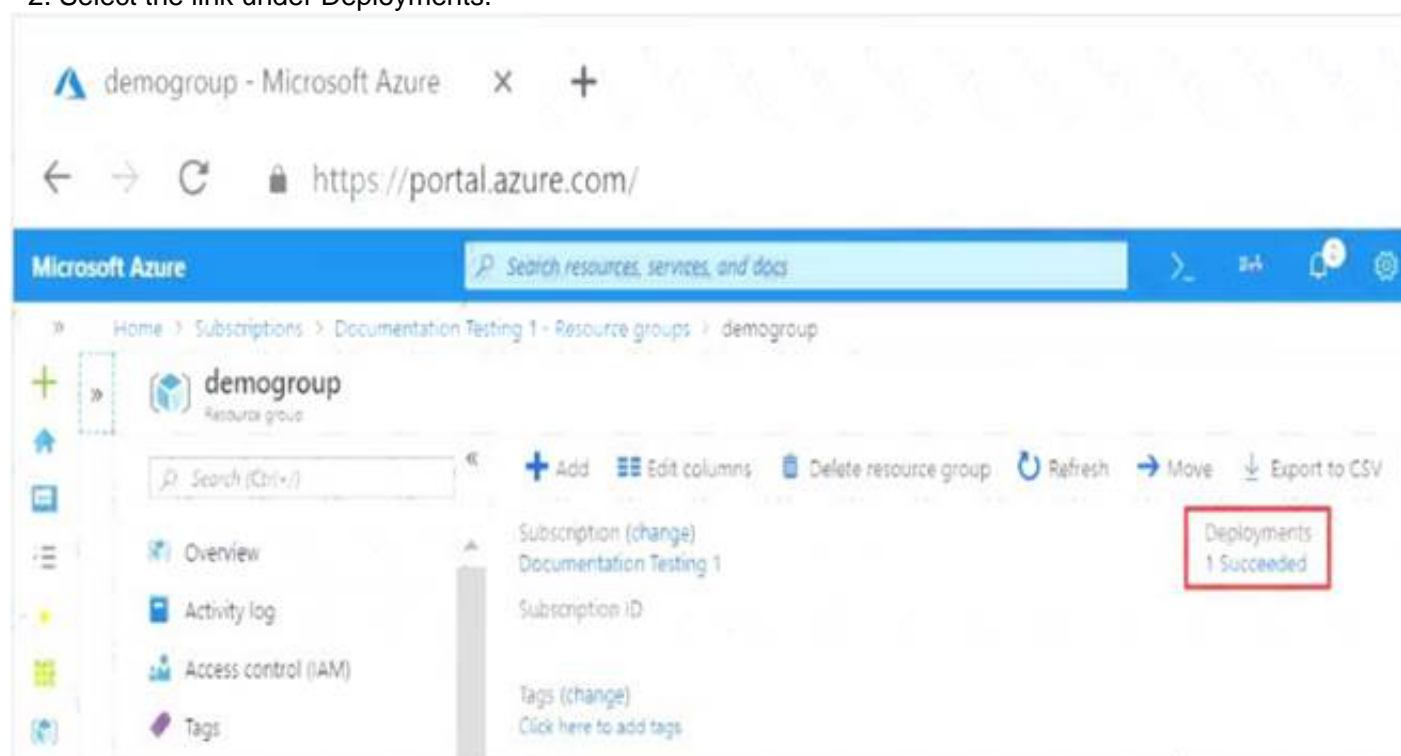 2. Select the link under Deployments.
demogroup - Microsoft Azure
https://portal.azure.com/
Microsoft Azure
Search resources, services, and docs
Home > Subscriptions > Documentation Testing 1 - Resource groups > demogroup
demogroup
Resource group
Search (Ctrl+/)
Add
Edit columns
Delete resource group
Refresh
Move
Export to CSV
Overview
Activity log
Access control (IAM)
Tags
Subscription (change)
Documentation Testing 1
Subscription ID
Tags (change)
Click here to add tags
Deployments
1 Succeeded